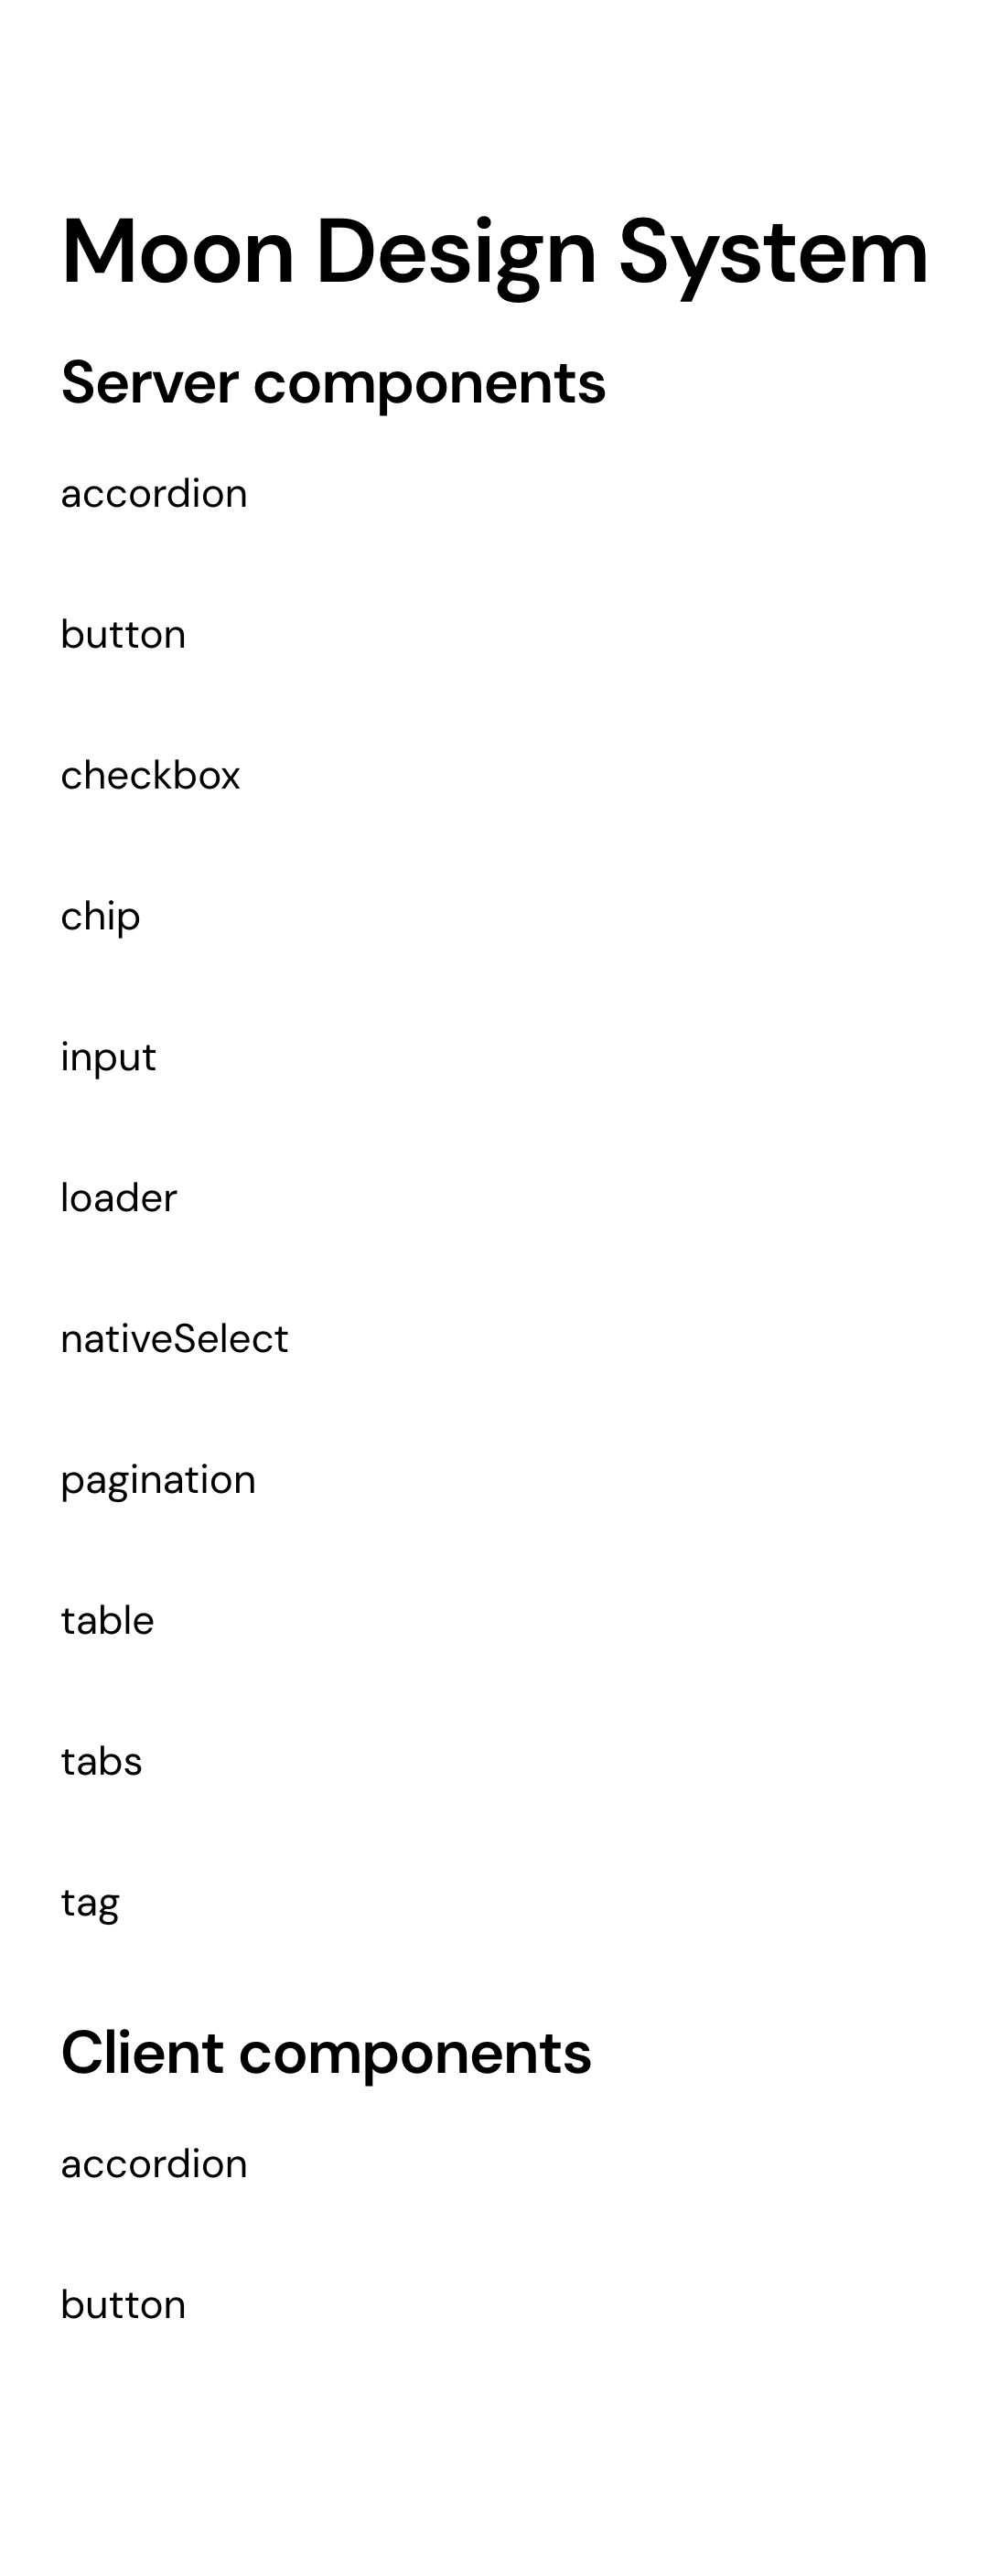 Moon Design System
Server components
accordion
button
checkbox
chip
input
loader
nativeSelect
pagination
table
tabs
tag
Client components
accordion
button